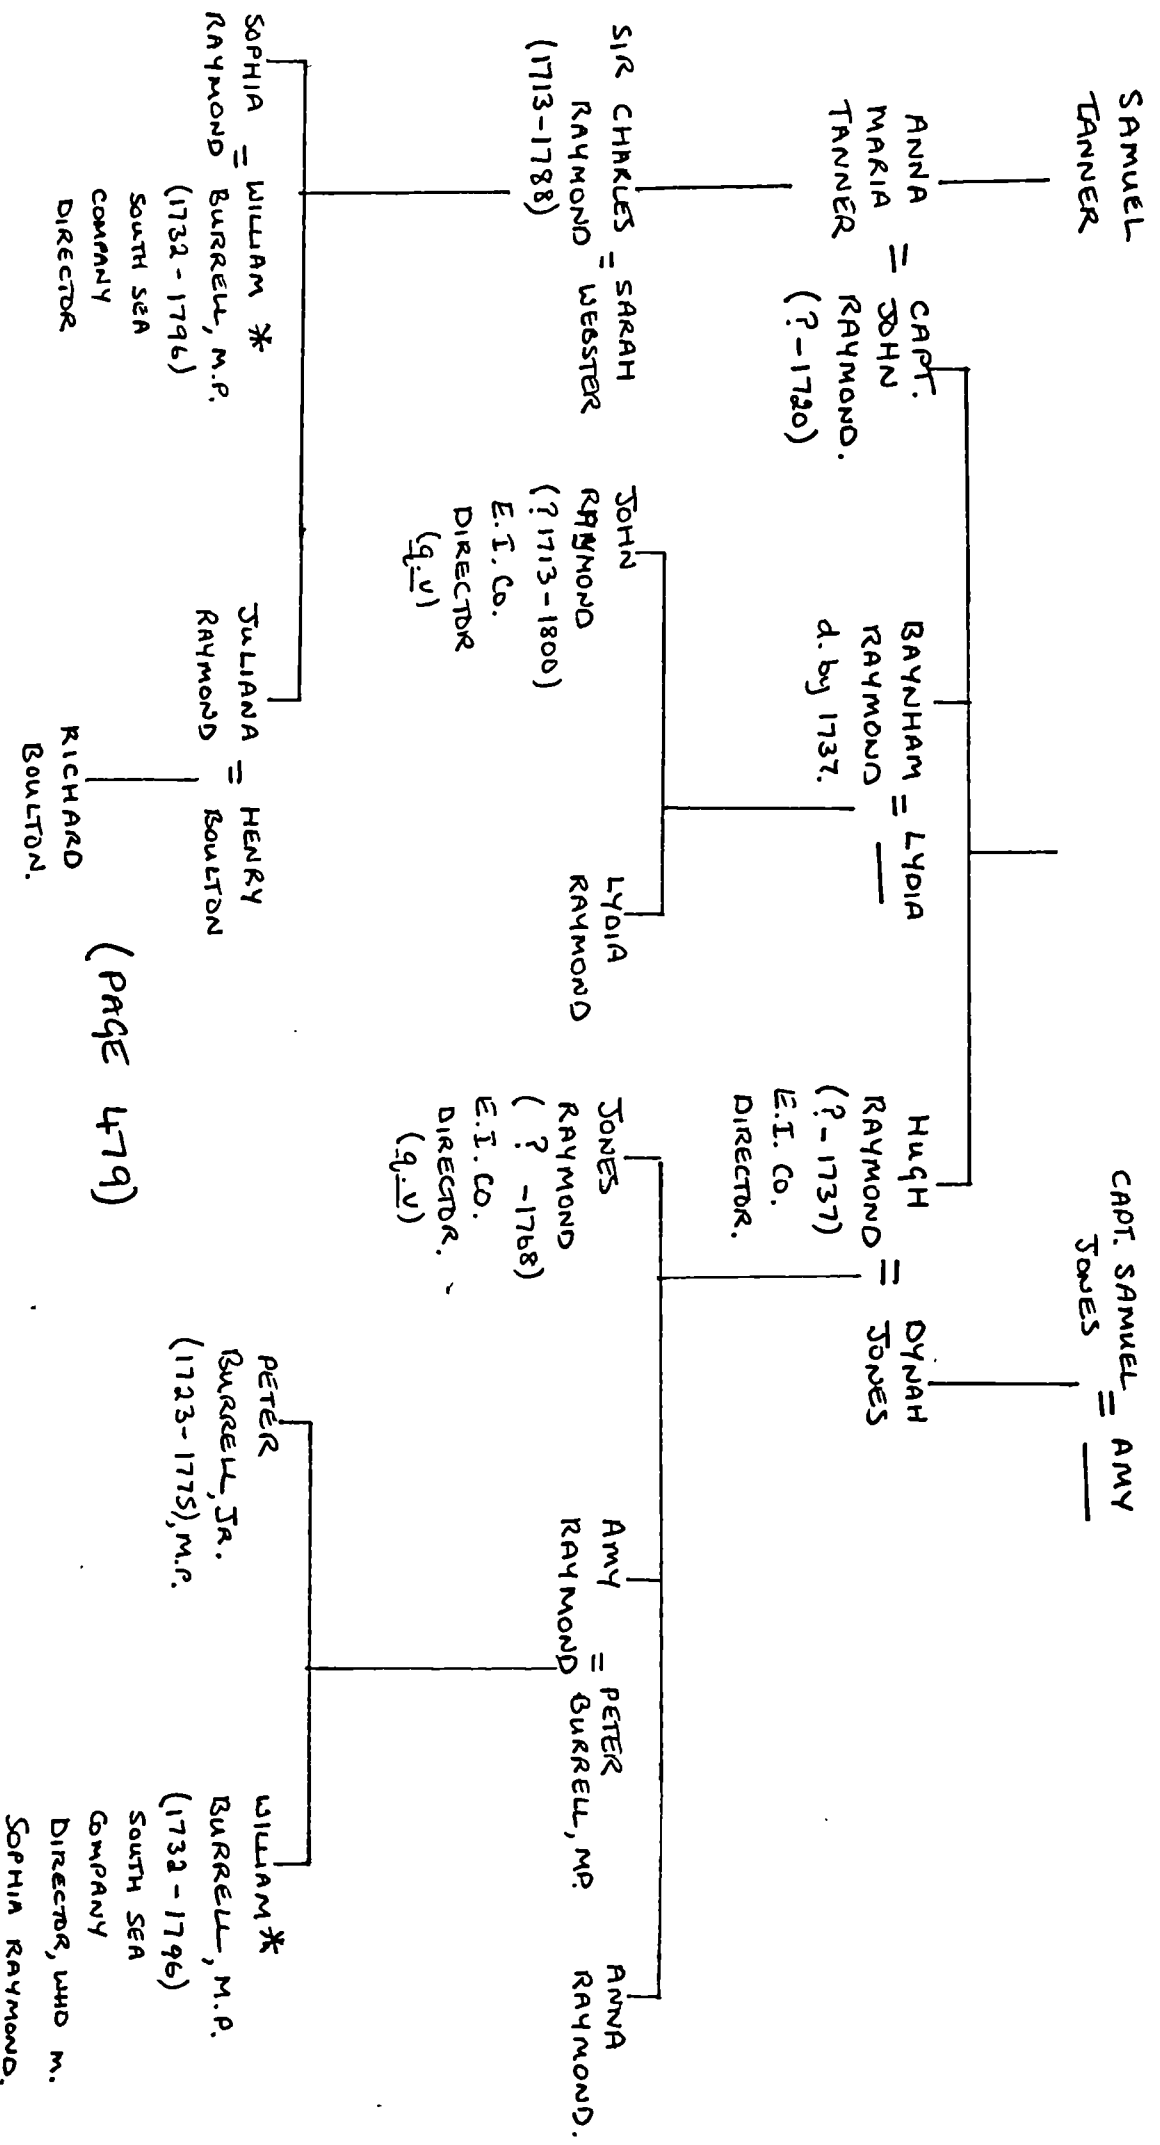 SAMUEL
TANNER
CAPT. SAMUEL = AMY
JONES
ANNA
MARIA =
TANNER
CAPT.
JOHN
RAYMOND.
(?-1720)
BAYNHAM = LYDIA
RAYMOND
d. by 1737.
HUGH
RAYMOND =
(?-1737)
E.I. CO.
DIRECTOR.
DYNAH
JONES
SIR CHARLES = SARAH
RAYMOND WEBSTER
(1713-1788)
JOHN
RAYMOND
(?1713-1800)
E.I. CO.
DIRECTOR
(q.v)
LYDIA
RAYMOND
JONES
RAYMOND
( ? -1768)
E.I. CO.
DIRECTOR.
(q.v)
AMY = PETER
RAYMOND BURRELL, MP.
ANNA
RAYMOND.
SOPHIA = WILLIAM *
RAYMOND BURRELL, M.P.
(1732-1796)
SOUTH SEA
COMPANY
DIRECTOR
JULIANA = HENRY
RAYMOND BOULTON
PETER
BURRELL, JR.
(1723-1775), M.P.
WILLIAM *
BURRELL, M.P.
(1732-1796)
SOUTH SEA
COMPANY
DIRECTOR, WHO M.
SOPHIA RAYMOND.
RICHARD
BOULTON.
(PAGE 479)